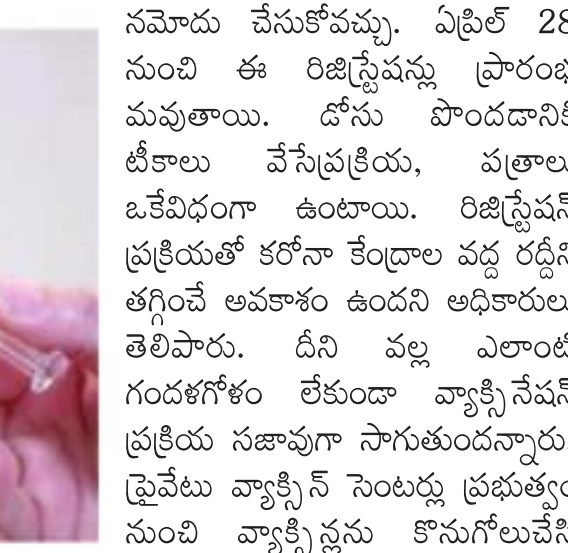 నమోదు చేసుకోవచ్చు. ఏప్రిల్ 28
నుంచి ఈ రిజిస్ట్రేషన్లు ప్రారంభ
మవుతాయి. డోసు పొందడానికి
టీకాలు వేసేప్రక్రియ, పత్రాలు
ఒకేవిధంగా ఉంటాయి. రిజిస్ట్రేషన్
ప్రక్రియతో కరోనా కేంద్రాల వద్ద రద్దీని
తగ్గించే అవకాశం ఉందని అధికారులు
తెలిపారు. దీని వల్ల ఎలాంటి
గందళగోళం లేకుండా వ్యాక్సినేషన్
ప్రక్రియ సజావుగా సాగుతుందన్నారు.
ప్రైవేటు వ్యాక్సిన్ సెంటర్లు ప్రభుత్వం
నుంచి వ్యాక్సిన్లను కొనుగోలుచేసి